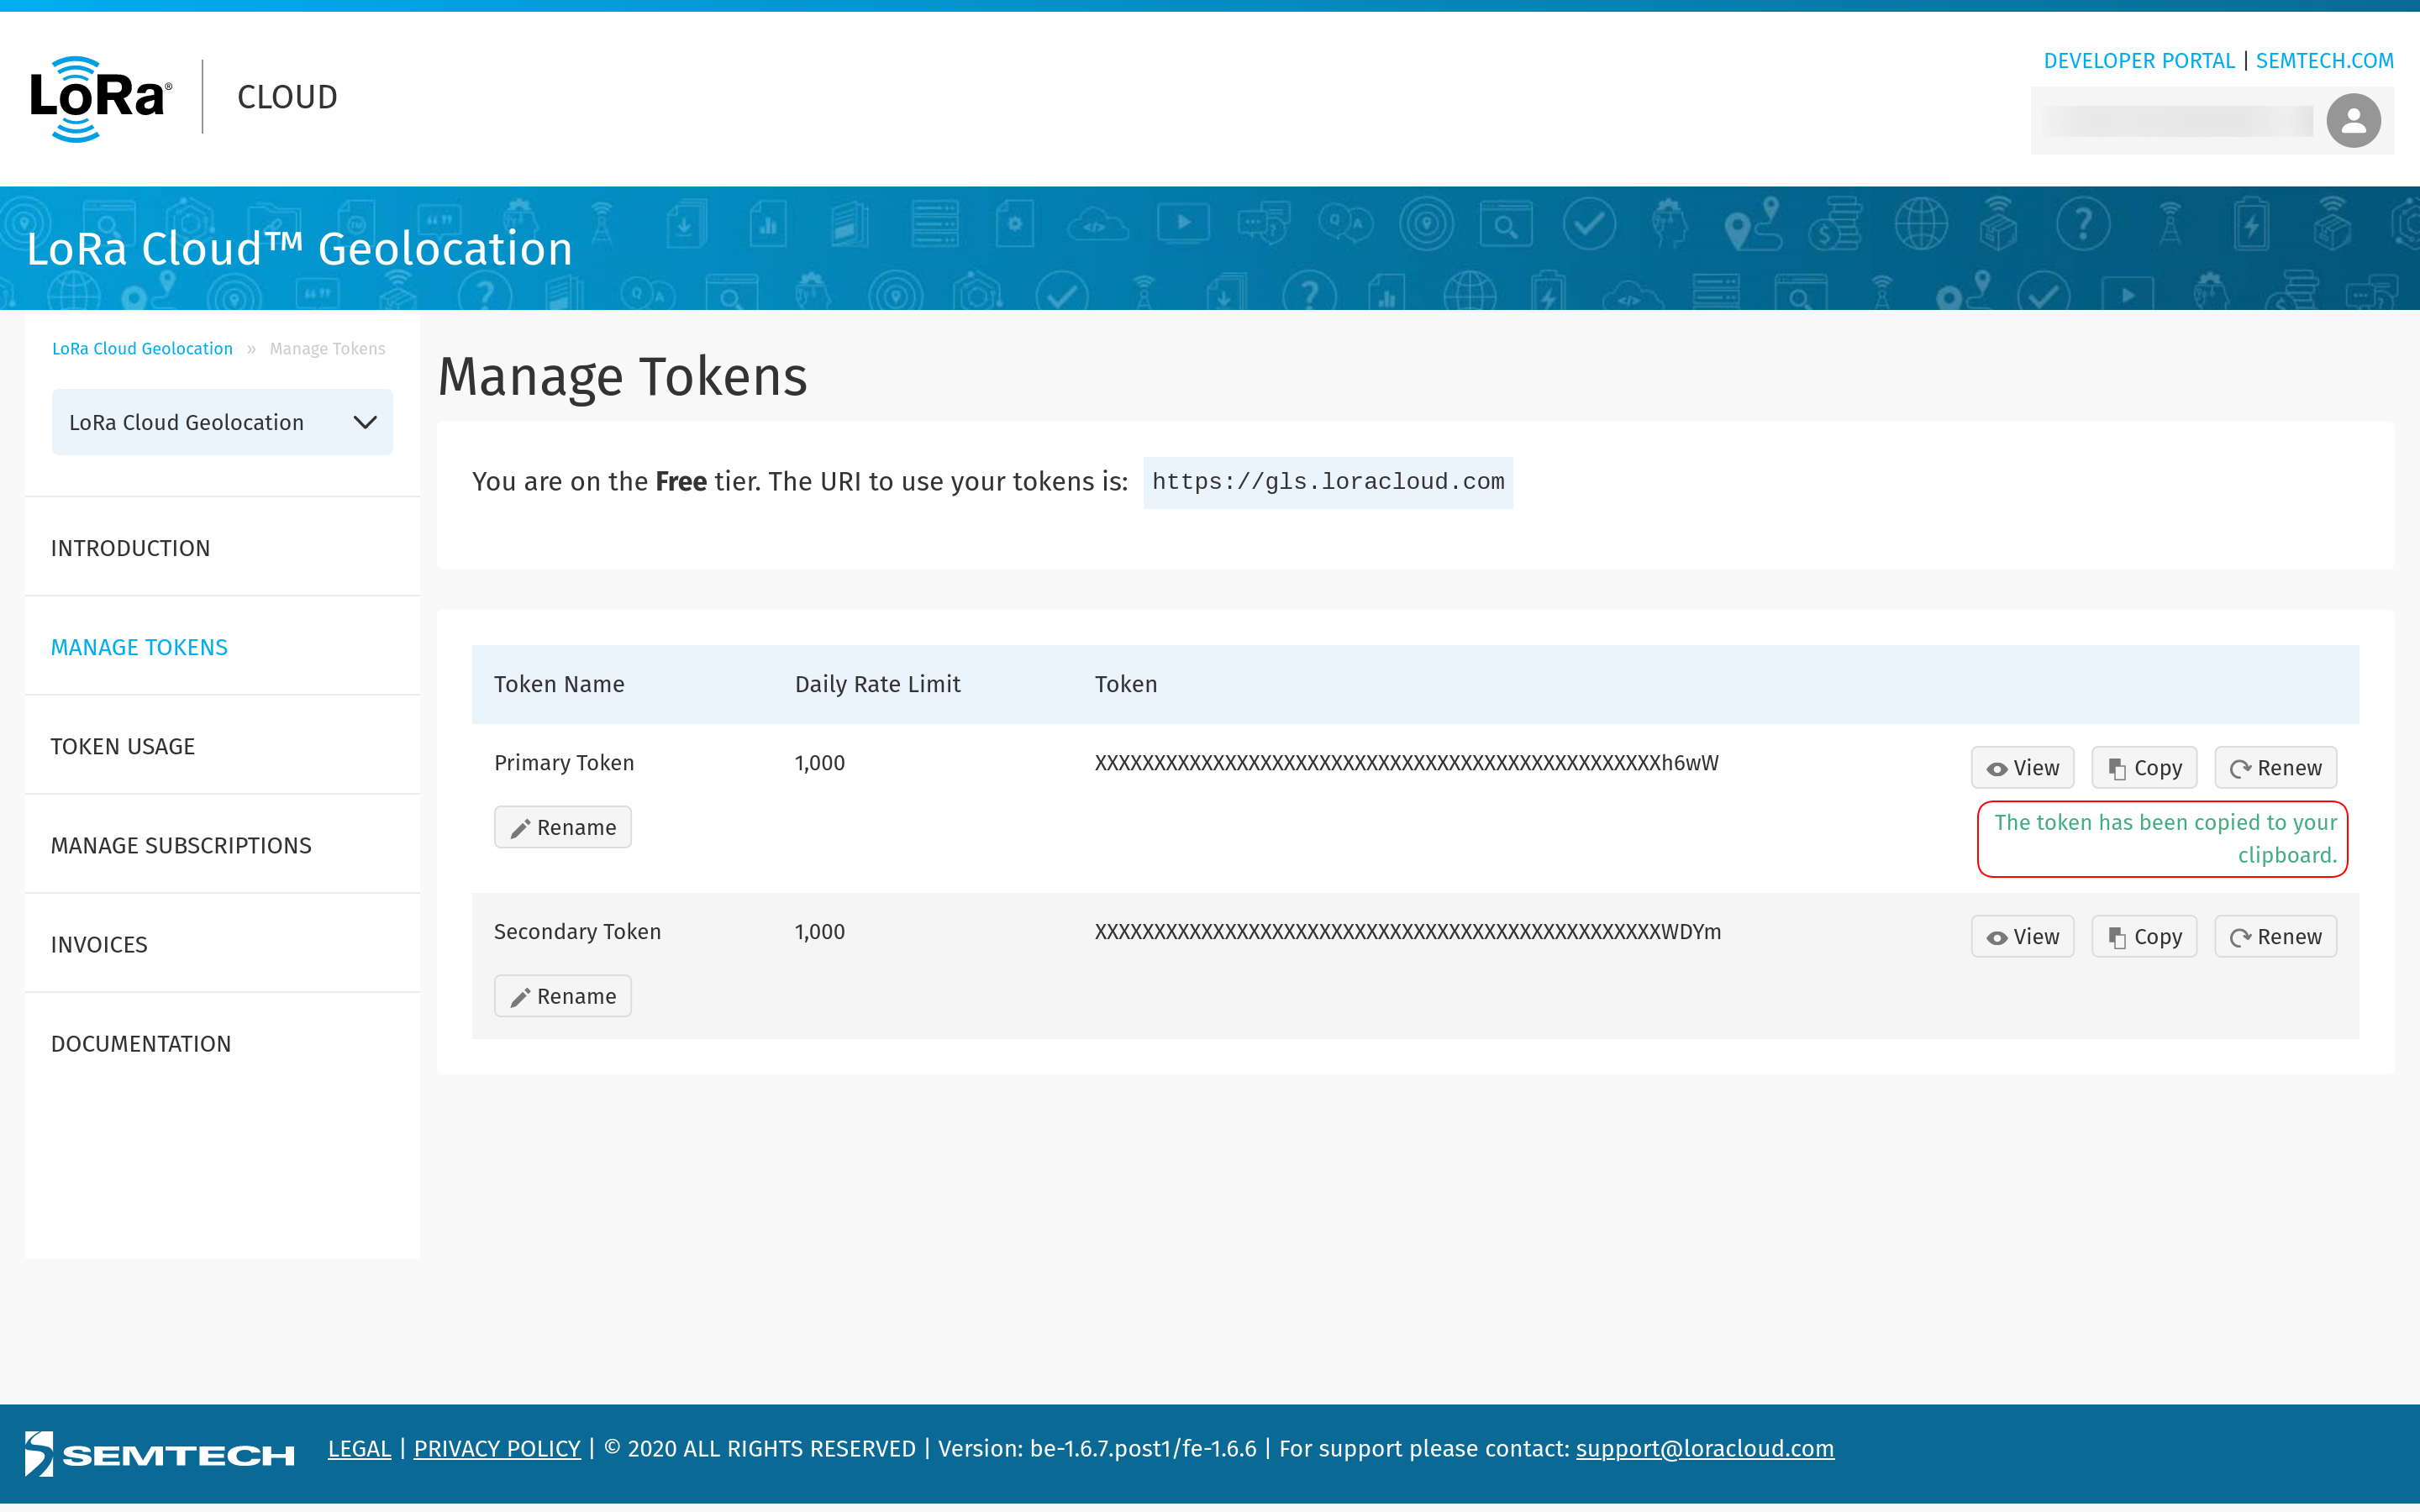 LoRa®
CLOUD
DEVELOPER PORTAL | SEMTECH.COM
LoRa Cloud™ Geolocation
LoRa Cloud Geolocation » Manage Tokens
LoRa Cloud Geolocation
INTRODUCTION
MANAGE TOKENS
TOKEN USAGE
MANAGE SUBSCRIPTIONS
INVOICES
DOCUMENTATION
Manage Tokens
You are on the Free tier. The URI to use your tokens is: https://gls.loracloud.com
Token Name Daily Rate Limit Token
Primary Token 1,000 XXXXXXXXXXXXXXXXXXXXXXXXXXXXXXXXXXXXXXXXXXXXXXXXh6wW View Copy Renew
Rename
The token has been copied to your
clipboard.
Secondary Token 1,000 XXXXXXXXXXXXXXXXXXXXXXXXXXXXXXXXXXXXXXXXXXXXXXXXWDYm View Copy Renew
Rename
SEMTECH
LEGAL | PRIVACY POLICY | © 2020 ALL RIGHTS RESERVED | Version: be-1.6.7.post1/fe-1.6.6 | For support please contact: support@loracloud.com